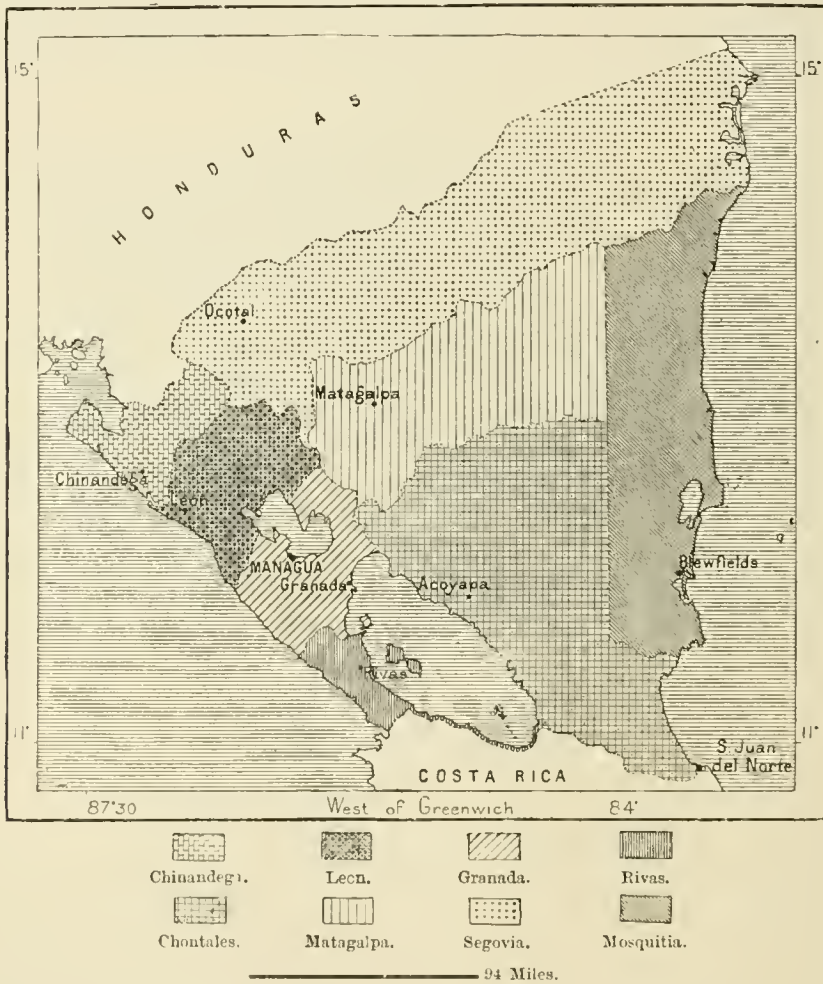 15°
15°
HONDURAS
Ocotal
Matagalpa
Chinandega
Leon
MANAGUA
Granada
Acoyapa
Blewfields
Rivas
11°
11°
S. Juan
del Norte
COSTA RICA
87°30
West of Greenwich
84°
Chinandega.
Leon.
Granada.
Rivas.
Chontales.
Matagalpa.
Segovia.
Mosquitia.
94 Miles.